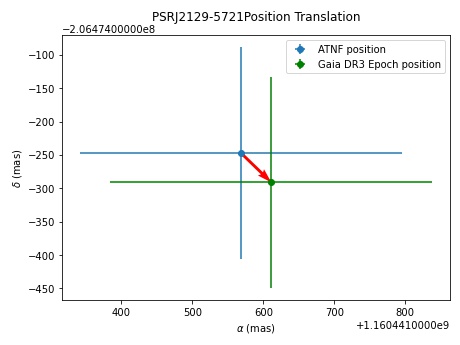 PSRJ2129-5721Position Translation
−2.0647400000e8
ATNF position
Gaia DR3 Epoch position
−100
−150
−200
−250
−300
−350
−400
−450
δ (mas)
400
500
600
700
800
α (mas)
+1.1604410000e9